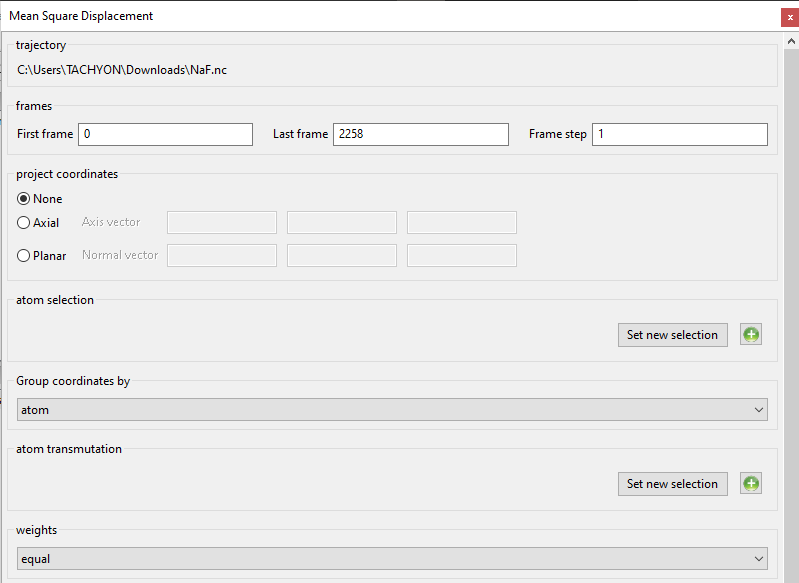 Mean Square Displacement
x
trajectory
C:\Users\TACHYON\Downloads\NaF.nc
frames
First frame 0 Last frame 2258 Frame step 1
project coordinates
None
Axial Axis vector
Planar Normal vector
atom selection
Set new selection
Group coordinates by
atom
atom transmutation
Set new selection
weights
equal